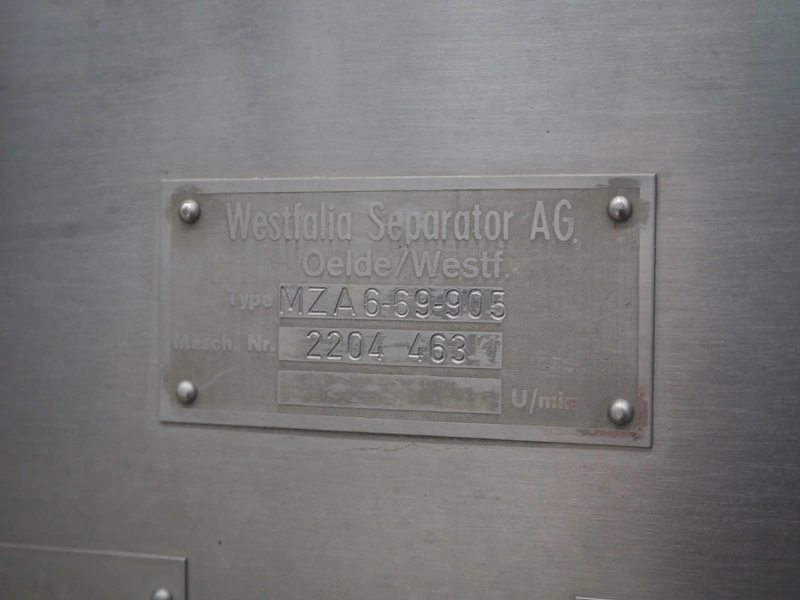 Westfalia Separator AG.
Oelde/Westf.
Type MZA 6-69-905
Masch. Nr. 2204 463
U/min